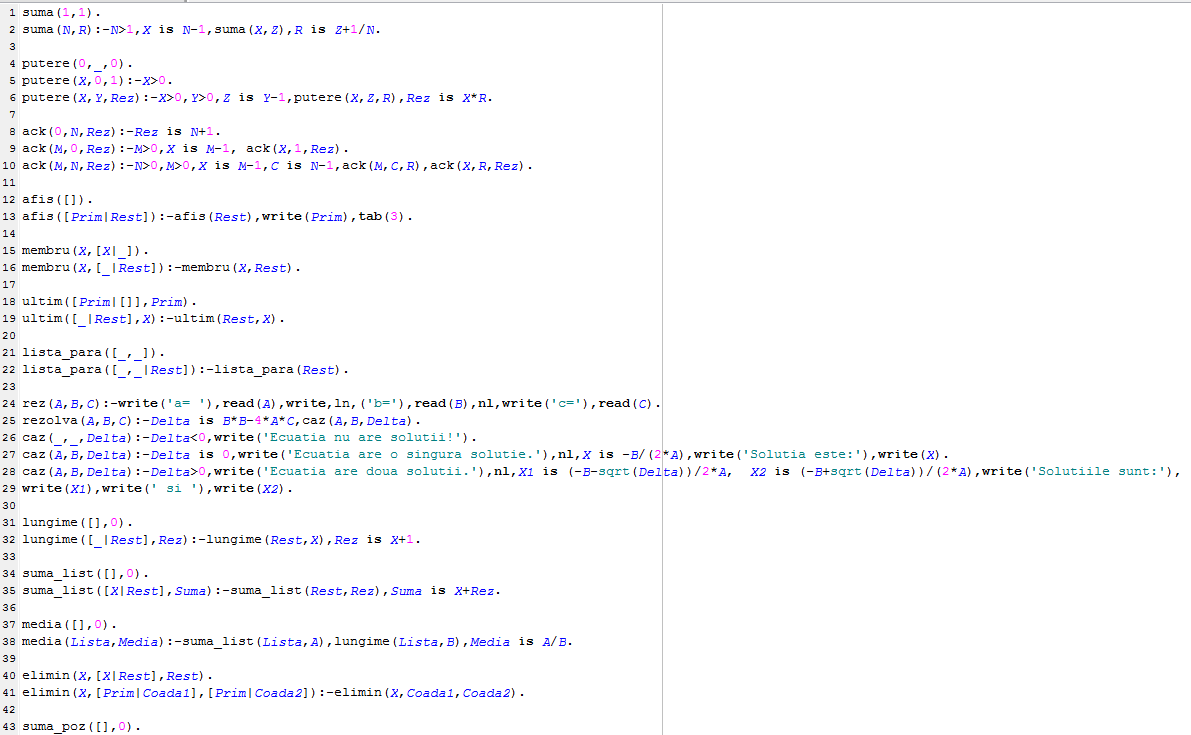 1 suma(1,1).
2 suma(N,R):-N>1,X is N-1,suma(X,Z),R is Z+1/N.
3
4 putere(0,_,0).
5 putere(X,0,1):-X>0.
6 putere(X,Y,Rez):-X>0,Y>0,Z is Y-1,putere(X,Z,R),Rez is X*R.
7
8 ack(0,N,Rez):-Rez is N+1.
9 ack(M,0,Rez):-M>0,X is M-1, ack(X,1,Rez).
10 ack(M,N,Rez):-N>0,M>0,X is M-1,C is N-1,ack(M,C,R),ack(X,R,Rez).
11
12 afis([]).
13 afis([Prim|Rest]):-afis(Rest),write(Prim),tab(3).
14
15 membru(X,[X|_]).
16 membru(X,[_|Rest]):-membru(X,Rest).
17
18 ultim([Prim|[]],Prim).
19 ultim([_|Rest],X):-ultim(Rest,X).
20
21 lista_para([_,_]).
22 lista_para([_,_|Rest]):-lista_para(Rest).
23
24 rez(A,B,C):-write('a= '),read(A),write,ln,('b='),read(B),nl,write('c='),read(C).
25 rezolva(A,B,C):-Delta is B*B-4*A*C,caz(A,B,Delta).
26 caz(_,_,Delta):-Delta<0,write('Ecuatia nu are solutii!').
27 caz(A,B,Delta):-Delta is 0,write('Ecuatia are o singura solutie.'),nl,X is -B/(2*A),write('Solutia este:'),write(X).
28 caz(A,B,Delta):-Delta>0,write('Ecuatia are doua solutii.'),nl,X1 is (-B-sqrt(Delta))/2*A,  X2 is (-B+sqrt(Delta))/(2*A),write('Solutiile sunt:'),
29 write(X1),write(' si '),write(X2).
30
31 lungime([],0).
32 lungime([_|Rest],Rez):-lungime(Rest,X),Rez is X+1.
33
34 suma_list([],0).
35 suma_list([X|Rest],Suma):-suma_list(Rest,Rez),Suma is X+Rez.
36
37 media([],0).
38 media(Lista,Media):-suma_list(Lista,A),lungime(Lista,B),Media is A/B.
39
40 elimin(X,[X|Rest],Rest).
41 elimin(X,[Prim|Coada1],[Prim|Coada2]):-elimin(X,Coada1,Coada2).
42
43 suma_poz([],0).